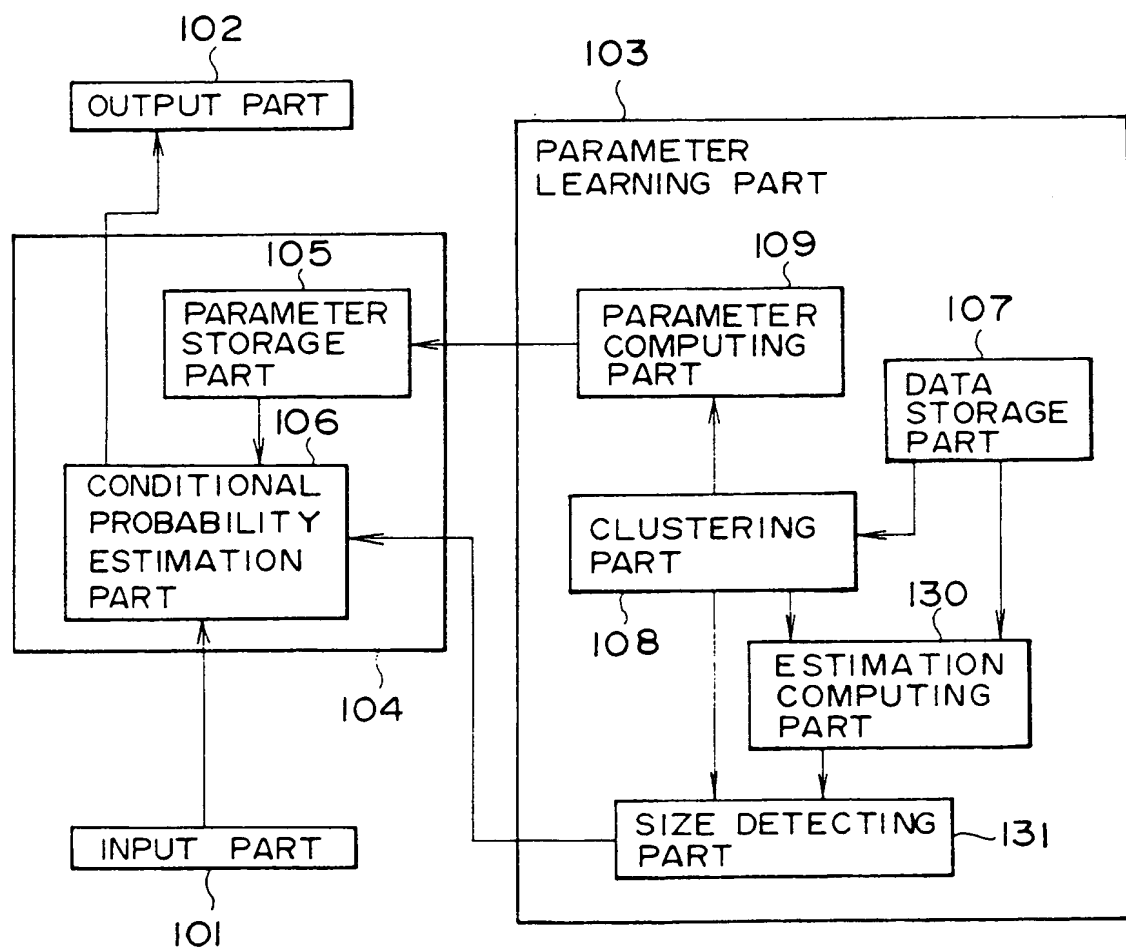 102
OUTPUT PART
103
PARAMETER
LEARNING PART
105
PARAMETER
STORAGE
PART
109
PARAMETER
COMPUTING
PART
107
DATA
STORAGE
PART
106
CONDITIONAL
PROBABILITY
ESTIMATION
PART
CLUSTERING
PART
108
130
ESTIMATION
COMPUTING
PART
104
SIZE DETECTING
PART
131
INPUT PART
101